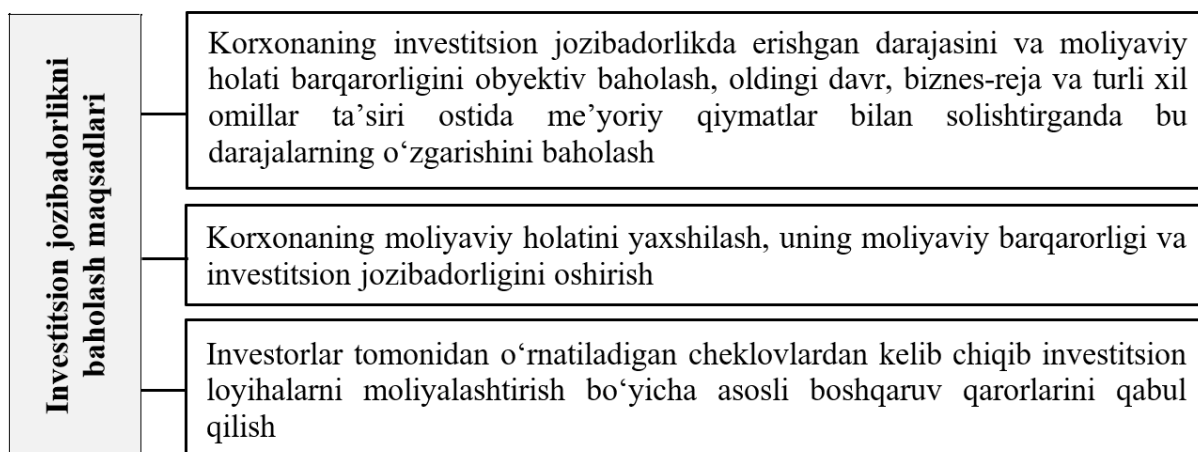 Investitsion jozibadorlikni
baholash maqsadlari
Korxonaning investitsion jozibadorlikda erishgan darajasini va moliyaviy
holati barqarorligini obyektiv baholash, oldingi davr, biznes-reja va turli xil
omillar ta’siri ostida me’yoriy qiymatlar bilan solishtirganda bu
darajalarning o‘zgarishini baholash
Korxonaning moliyaviy holatini yaxshilash, uning moliyaviy barqarorligi va
investitsion jozibadorligini oshirish
Investorlar tomonidan o‘rnatiladigan cheklovlardan kelib chiqib investitsion
loyihalarni moliyalashtirish bo‘yicha asosli boshqaruv qarorlarini qabul
qilish